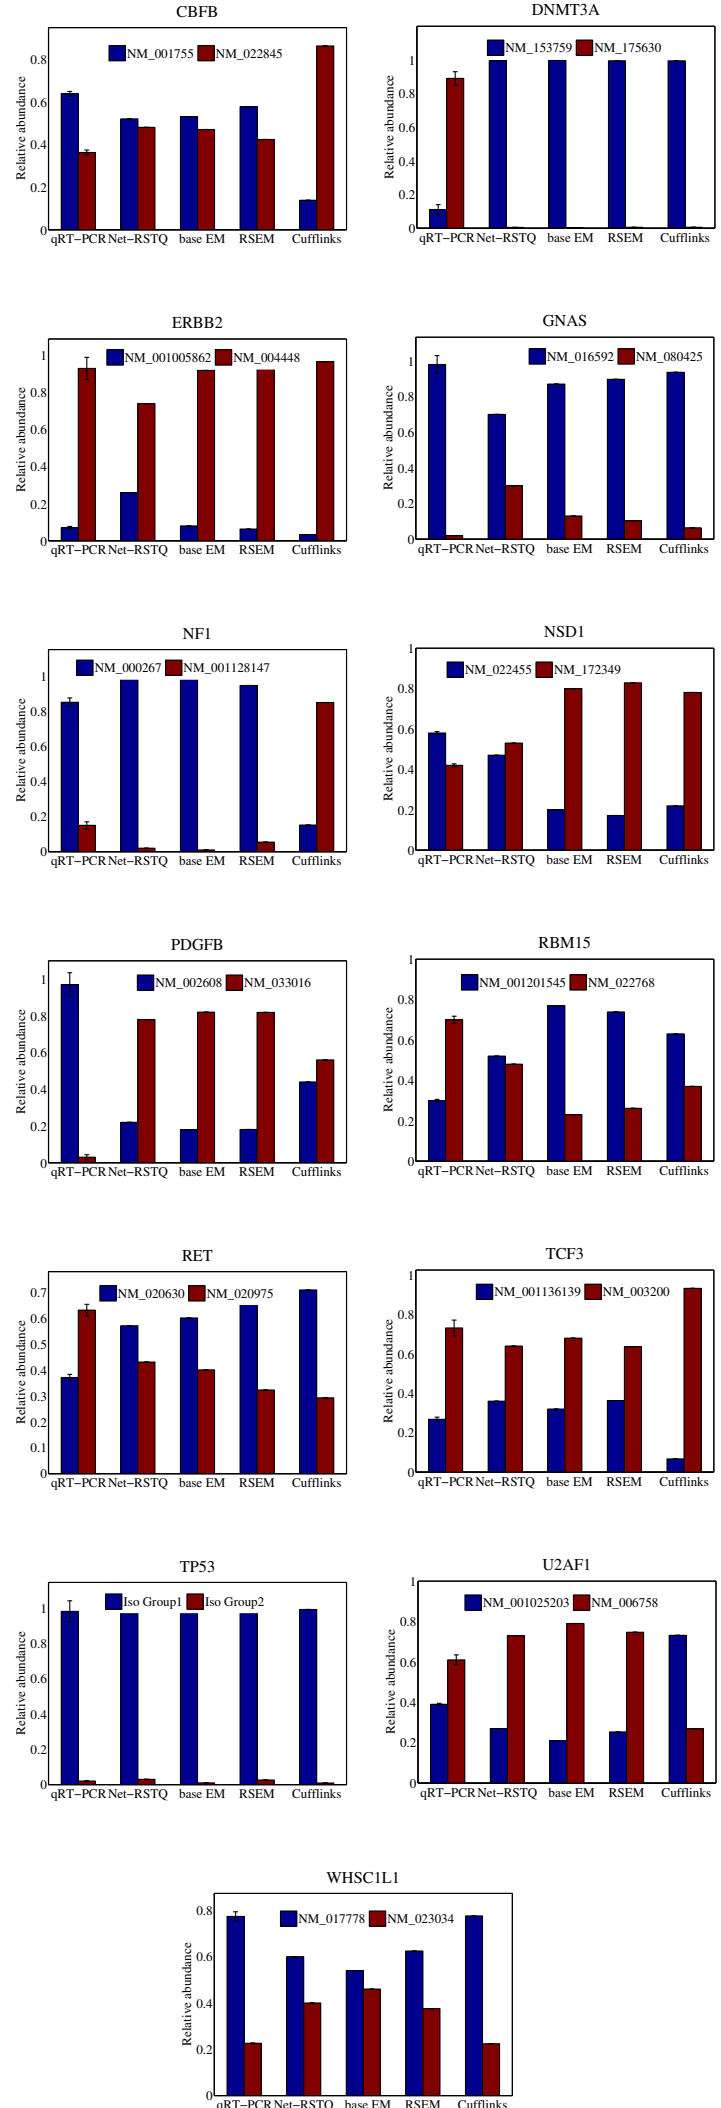 CBFB
NM_001755 NM_022845
Relative abundance
0.8
0.6
0.4
0.2
0
qRT-PCR Net-RSTQ base EM RSEM Cufflinks
DNMT3A
NM_153759 NM_175630
Relative abundance
1
0.8
0.6
0.4
0.2
0
qRT-PCR Net-RSTQ base EM RSEM Cufflinks
ERBB2
NM_001005862 NM_004448
Relative abundance
1
0.8
0.6
0.4
0.2
0
qRT-PCR Net-RSTQ base EM RSEM Cufflinks
GNAS
NM_016592 NM_080425
Relative abundance
1
0.8
0.6
0.4
0.2
0
qRT-PCR Net-RSTQ base EM RSEM Cufflinks
NF1
NM_000267 NM_001128147
Relative abundance
1
0.8
0.6
0.4
0.2
0
qRT-PCR Net-RSTQ base EM RSEM Cufflinks
NSD1
NM_022455 NM_172349
Relative abundance
1
0.8
0.6
0.4
0.2
0
qRT-PCR Net-RSTQ base EM RSEM Cufflinks
PDGFB
NM_002608 NM_033016
Relative abundance
1
0.8
0.6
0.4
0.2
0
qRT-PCR Net-RSTQ base EM RSEM Cufflinks
RBM15
NM_001201545 NM_022768
Relative abundance
1
0.8
0.6
0.4
0.2
0
qRT-PCR Net-RSTQ base EM RSEM Cufflinks
RET
NM_020630 NM_020975
Relative abundance
0.7
0.6
0.5
0.4
0.3
0.2
0.1
0
qRT-PCR Net-RSTQ base EM RSEM Cufflinks
TCF3
NM_001136139 NM_003200
Relative abundance
1
0.8
0.6
0.4
0.2
0
qRT-PCR Net-RSTQ base EM RSEM Cufflinks
TP53
Iso Group1 Iso Group2
Relative abundance
1
0.8
0.6
0.4
0.2
0
qRT-PCR Net-RSTQ base EM RSEM Cufflinks
U2AF1
NM_001025203 NM_006758
Relative abundance
1
0.8
0.6
0.4
0.2
0
qRT-PCR Net-RSTQ base EM RSEM Cufflinks
WHSC1L1
NM_017778 NM_023034
Relative abundance
0.8
0.6
0.4
0.2
0
qRT-PCR Net-RSTQ base EM RSEM Cufflinks